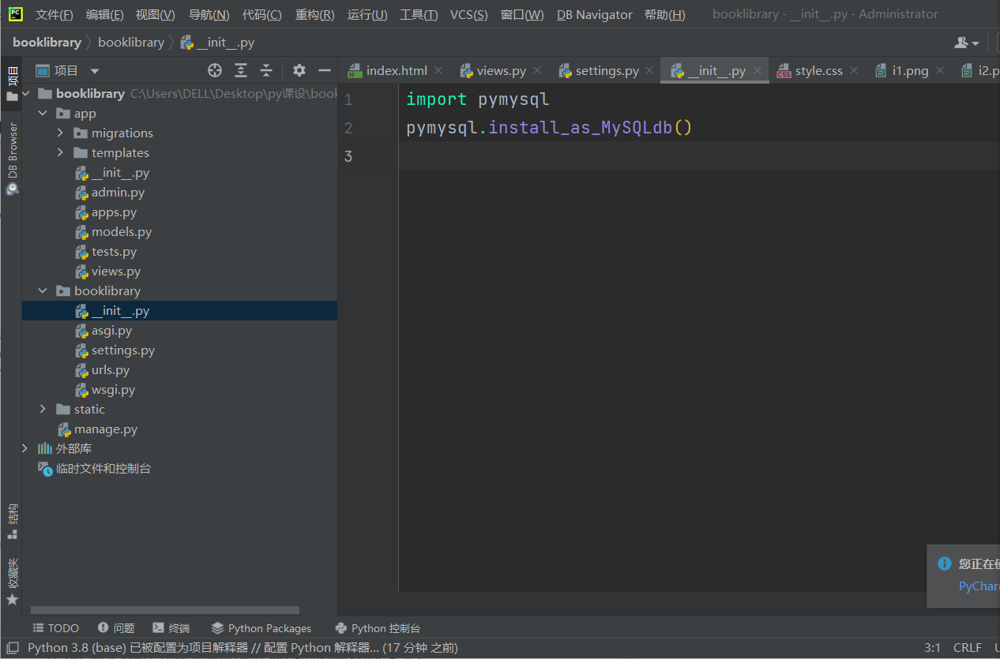 PC 文件(F) 编辑(E) 视图(V) 导航(N) 代码(C) 重构(R) 运行(U) 工具(T) VCS(S) 窗口(W) DB Navigator 帮助(H) booklibrary - __init__.py - Administrator
booklibrary booklibrary __init__.py
项目
index.html views.py settings.py __init__.py style.css i1.png i2.p
项目
DB Browser
结构
收藏夹
booklibrary C:\Users\DELL\Desktop\py课设\book
app
migrations
templates
__init__.py
admin.py
apps.py
models.py
tests.py
views.py
booklibrary
__init__.py
asgi.py
settings.py
urls.py
wsgi.py
static
manage.py
外部库
临时文件和控制台
1 import pymysql
2 pymysql.install_as_MySQLdb()
3
您正在使
PyChar
TODO 问题 终端 Python Packages Python 控制台
Python 3.8 (base) 已被配置为项目解释器 // 配置 Python 解释器... (17 分钟 之前) 3:1 CRLF